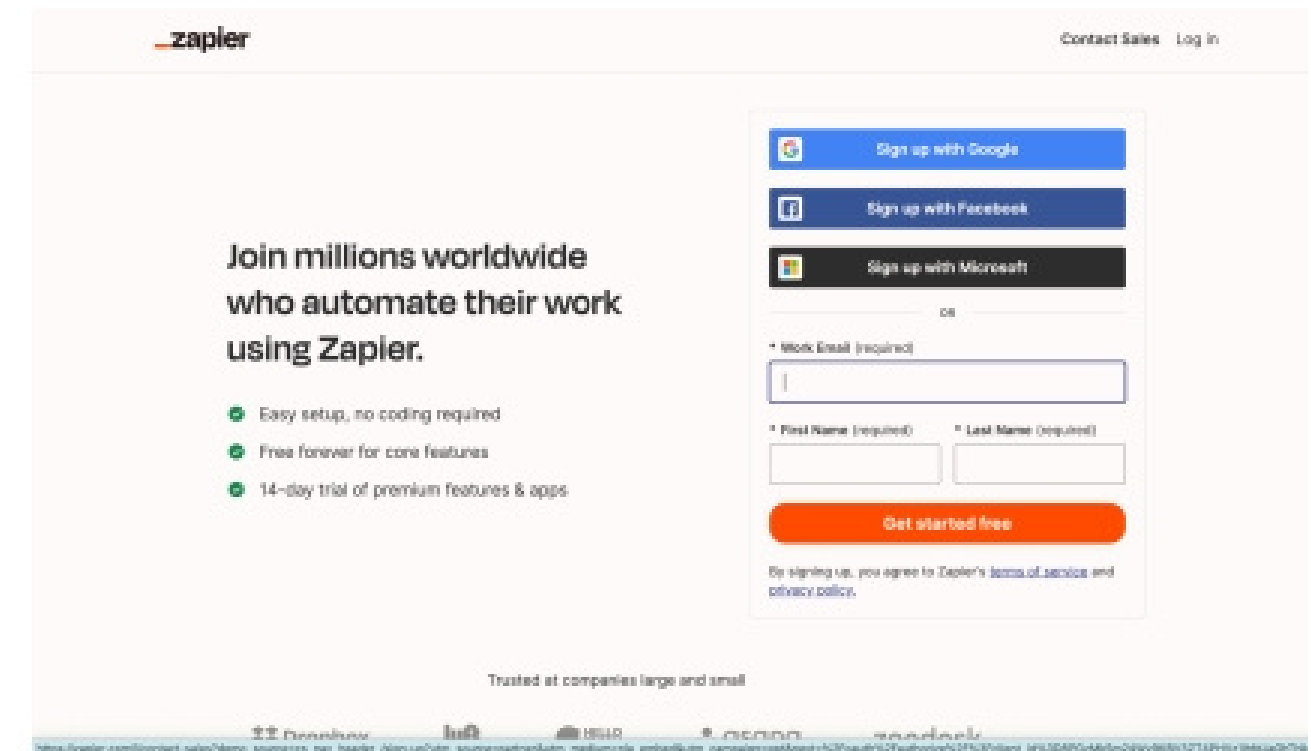 zapier
Contact Sales Log in
Sign up with Google
Sign up with Facebook
Sign up with Microsoft
OR
Join millions worldwide
who automate their work
using Zapier.
Easy setup, no coding required
Free forever for core features
14-day trial of premium features & apps
* Work Email (required)
* First Name (required) * Last Name (required)
Get started free
By signing up, you agree to Zapier's terms of service and
privacy policy.
Trusted at companies large and small
Dropbox asana zendesk